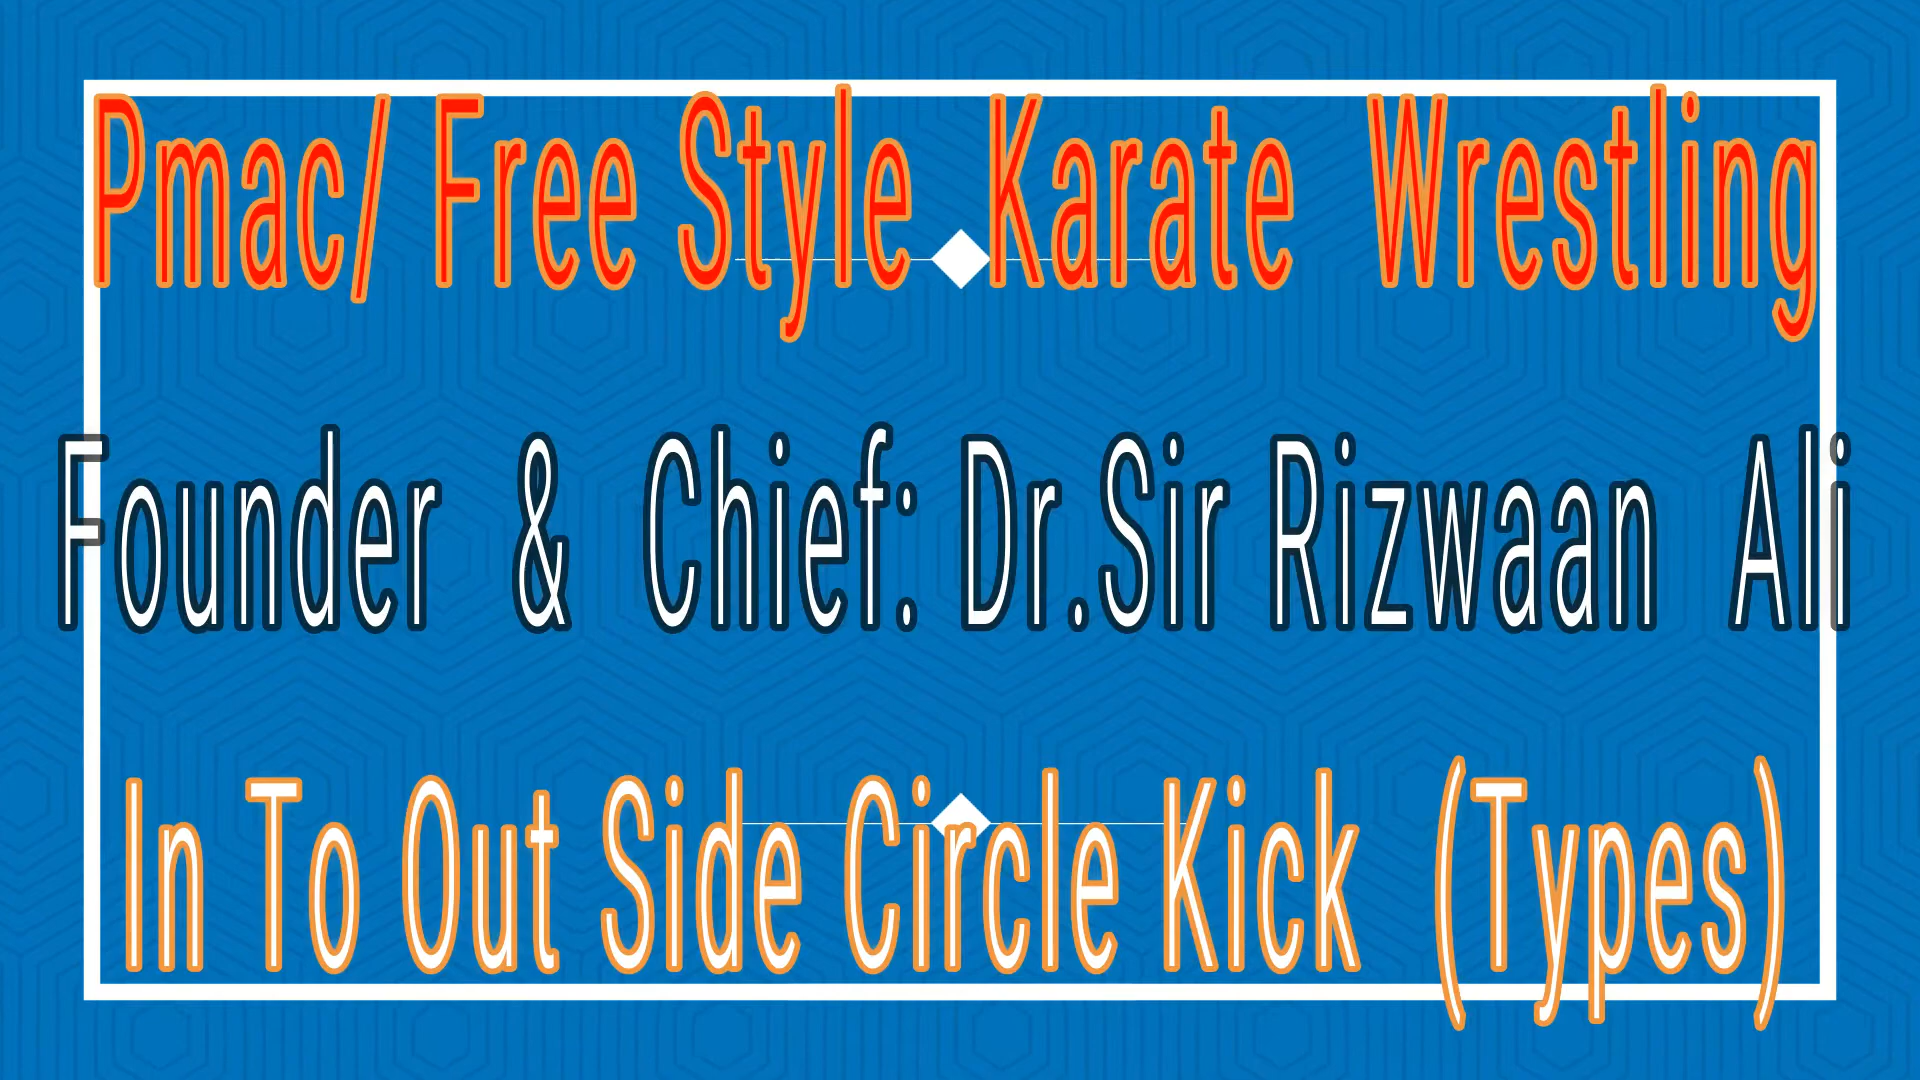 Pmac/ Free Style Karate Wrestling
Founder & Chief: Dr.Sir Rizwaan Ali
In To Out Side Circle Kick (Types)